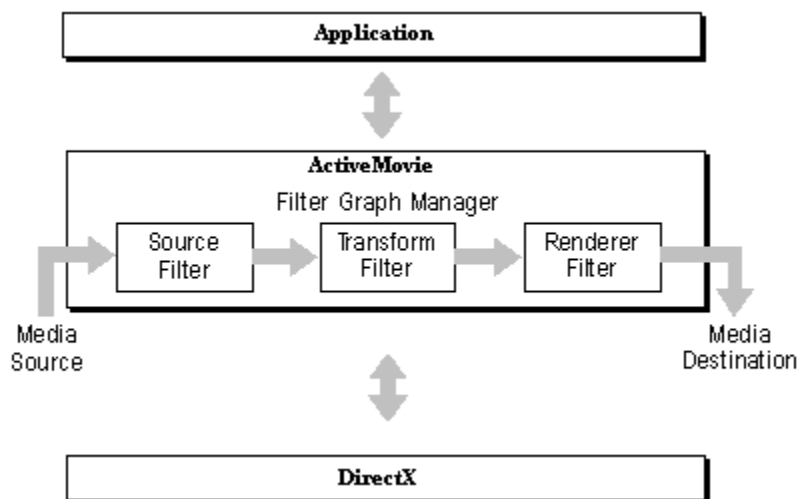 Application
ActiveMovie
Filter Graph Manager
Source
Filter
Transform
Filter
Renderer
Filter
Media
Source
Media
Destination
DirectX